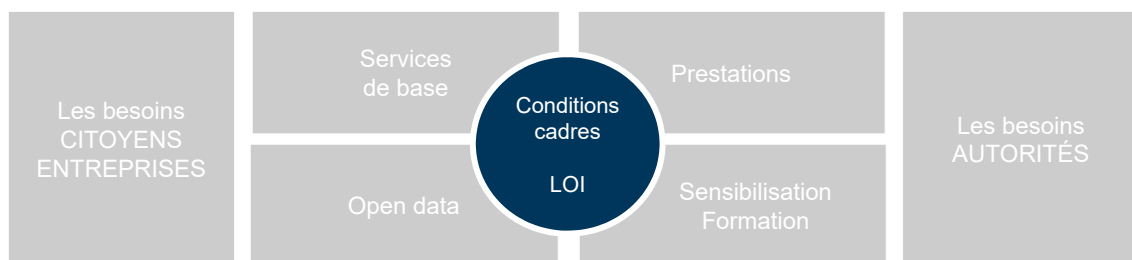 Les besoins
CITOYENS
ENTREPRISES
Services
de base
Prestations
Conditions
cadres
LOI
Open data
Sensibilisation
Formation
Les besoins
AUTORITÉS